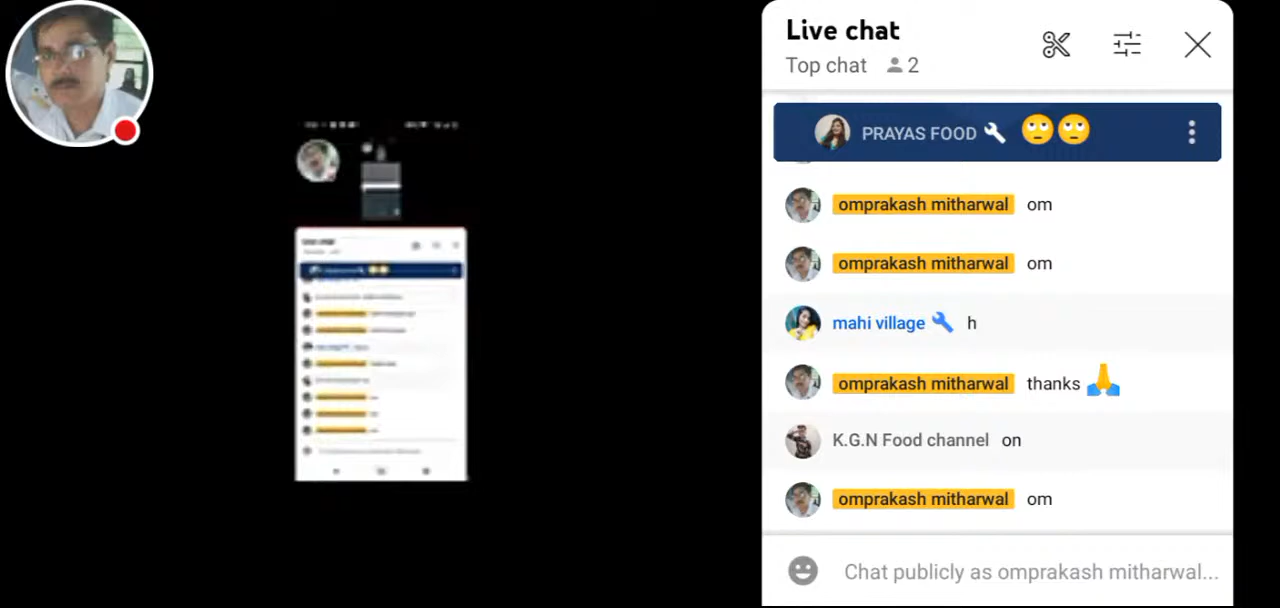 Live chat
Top chat 2
PRAYAS FOOD 🙄🙄
omprakash mitharwal om
omprakash mitharwal om
mahi village h
omprakash mitharwal thanks 🙏
K.G.N Food channel on
omprakash mitharwal om
Chat publicly as omprakash mitharwal...